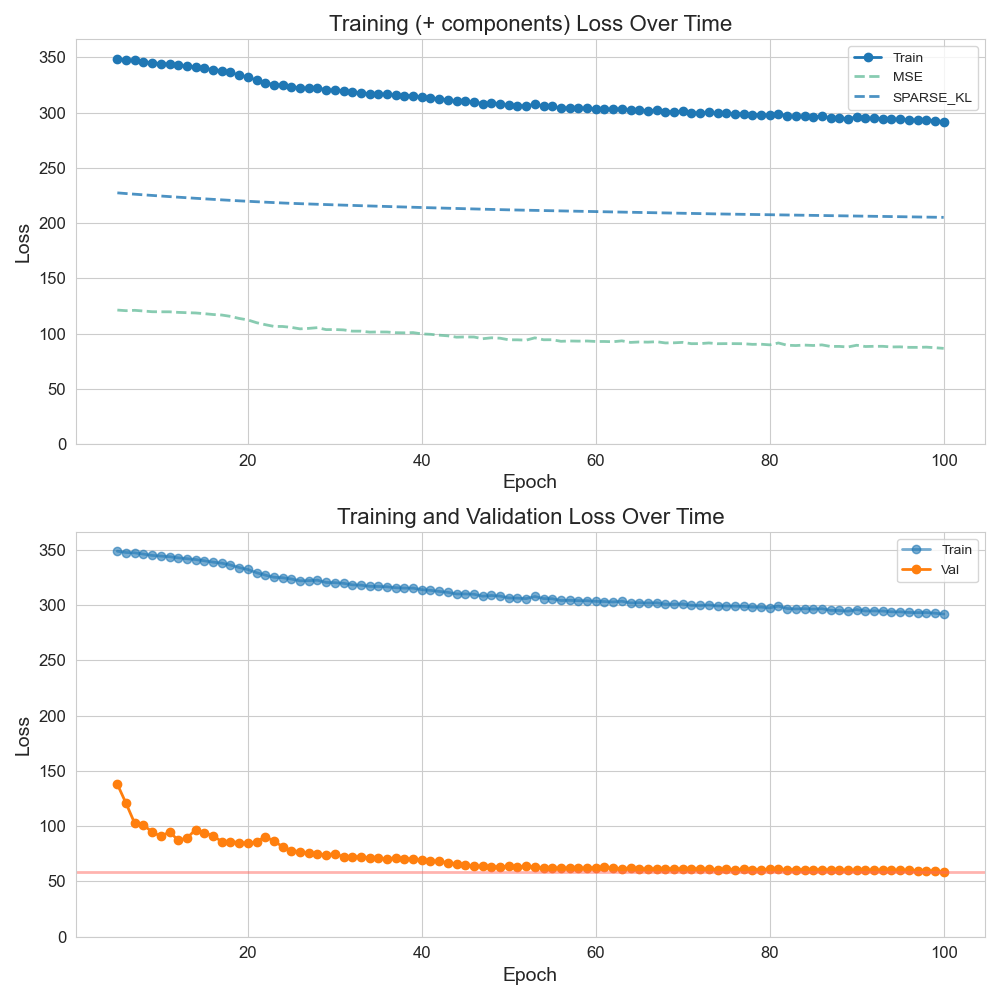 Training (+ components) Loss Over Time
350
300
250
200
150
100
50
0
Loss
Train
MSE
SPARSE_KL
20 40 60 80 100
Epoch
Training and Validation Loss Over Time
350
300
250
200
150
100
50
0
Loss
Train
Val
20 40 60 80 100
Epoch